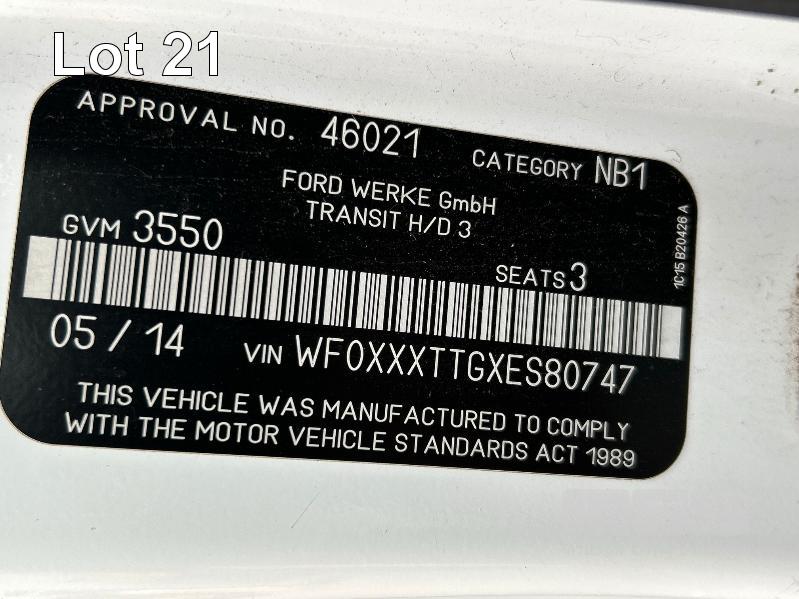 Lot 21
APPROVAL NO. 46021 CATEGORY NB1
FORD WERKE GmbH
TRANSIT H/D 3
GVM 3550
SEATS 3
1C15 B20426 A
05 / 14 VIN WF0XXXTTGXES80747
THIS VEHICLE WAS MANUFACTURED TO COMPLY
WITH THE MOTOR VEHICLE STANDARDS ACT 1989